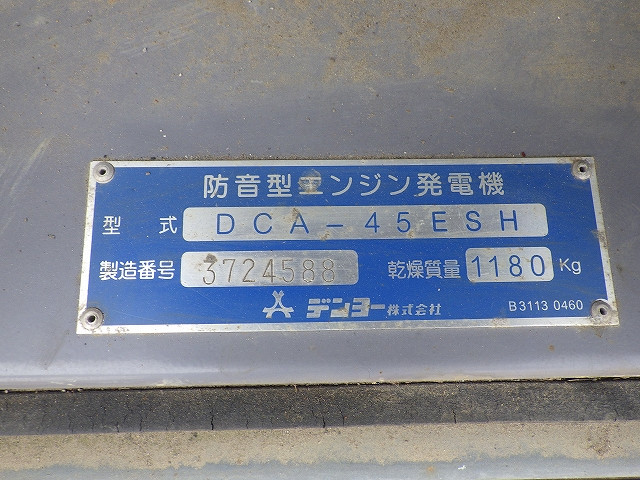 防音型エンジン発電機
型式 DCA-45ESH
製造番号 3724588 乾燥質量 1180 Kg
デンヨー株式会社 B3113 0460